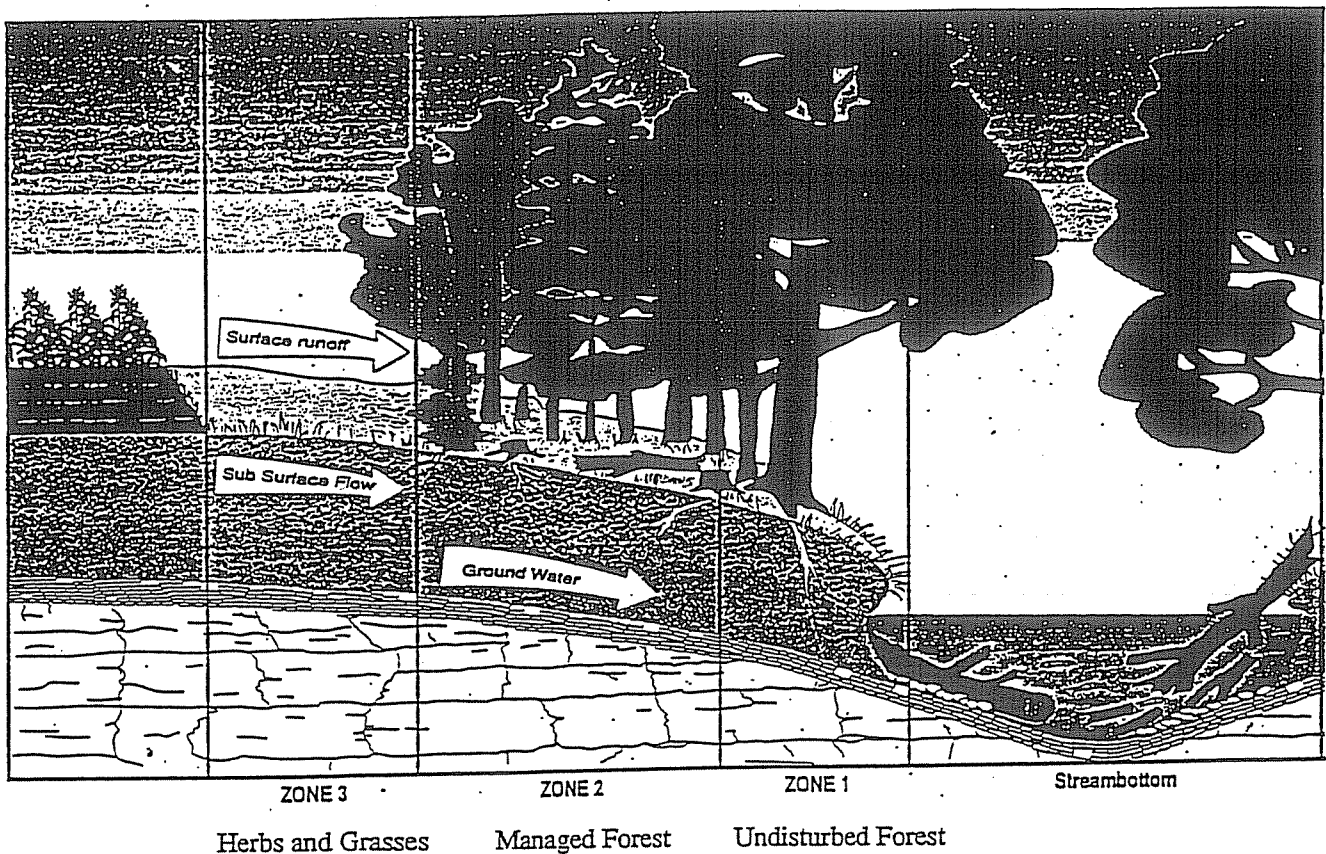 Surface runoff
Sub Surface Flow
Ground Water
ZONE 3
ZONE 2
ZONE 1
Streambottom
Herbs and Grasses
Managed Forest
Undisturbed Forest